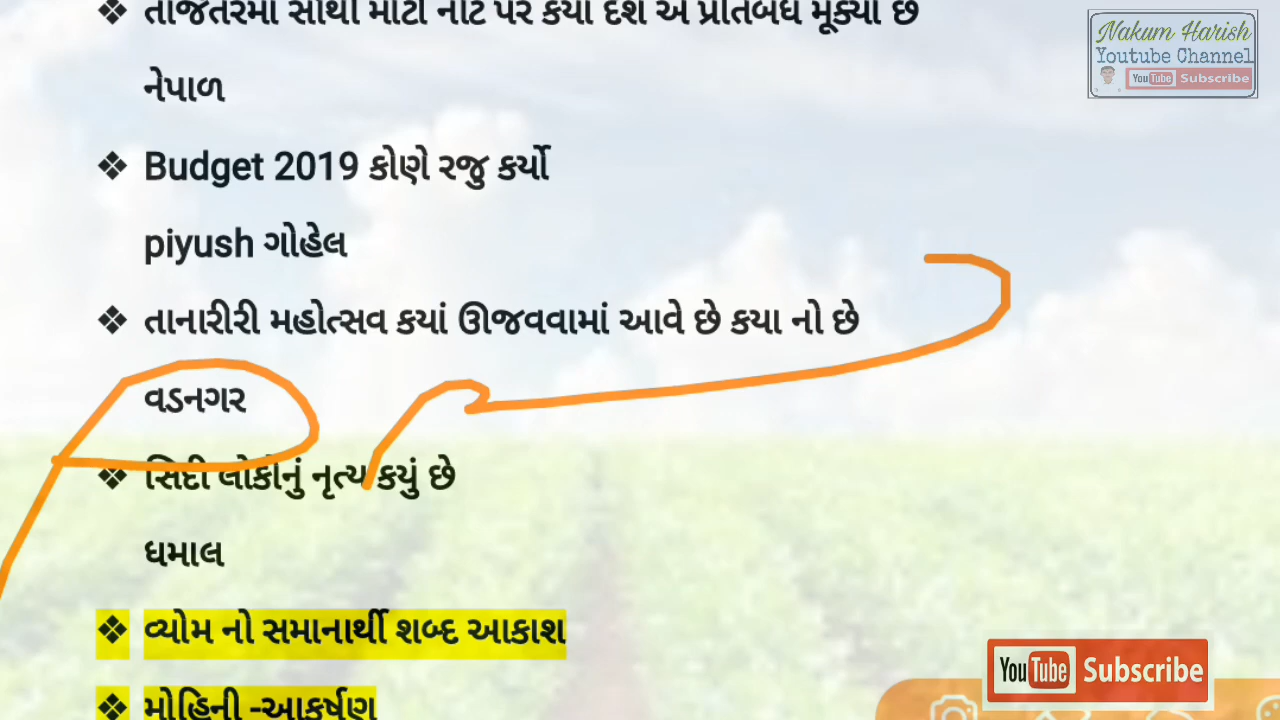 તાજેતરમાં સૌથી મોટી નોટ પર કયા દેશ એ પ્રતિબંધ મૂક્યો છે
નેપાળ
❖ Budget 2019 કોણે રજુ કર્યો
piyush ગોહેલ
❖ તાનારીરી મહોત્સવ કયાં ઊજવવામાં આવે છે કયા નો છે
વડનગર
❖ સિદી લોકોનું નૃત્ય કયું છે
ધમાલ
❖ વ્યોમ નો સમાનાર્થી શબ્દ આકાશ
❖ મોહિની -આકર્ષણ
Nakum Harish
Youtube Channel
YouTube Subscribe
YouTube Subscribe